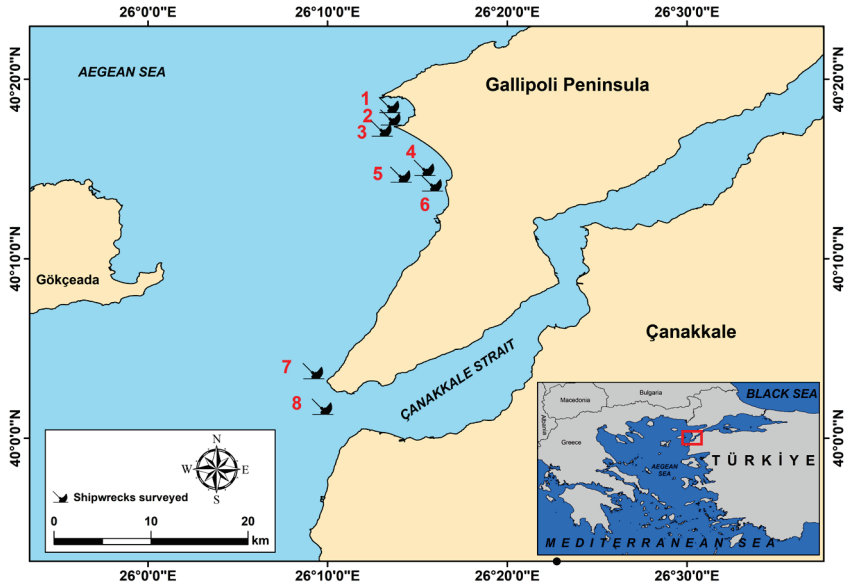 26°0'0"E 26°10'0"E 26°20'0"E 26°30'0"E
40°20'0"N
40°20'0"N
AEGEAN SEA
Gallipoli Peninsula
1
2
3
4
5
6
40°10'0"N
40°10'0"N
Gökçeada
Çanakkale
7
ÇANAKKALE STRAIT
8
40°0'0"N
40°0'0"N
N
W E
S
Shipwrecks surveyed
0 10 20
km
BLACK SEA
Bulgaria
Macedonia
Albania
Greece
AEGEAN
SEA
TÜRKİYE
MEDITERRANEAN SEA
26°0'0"E 26°10'0"E 26°20'0"E 26°30'0"E